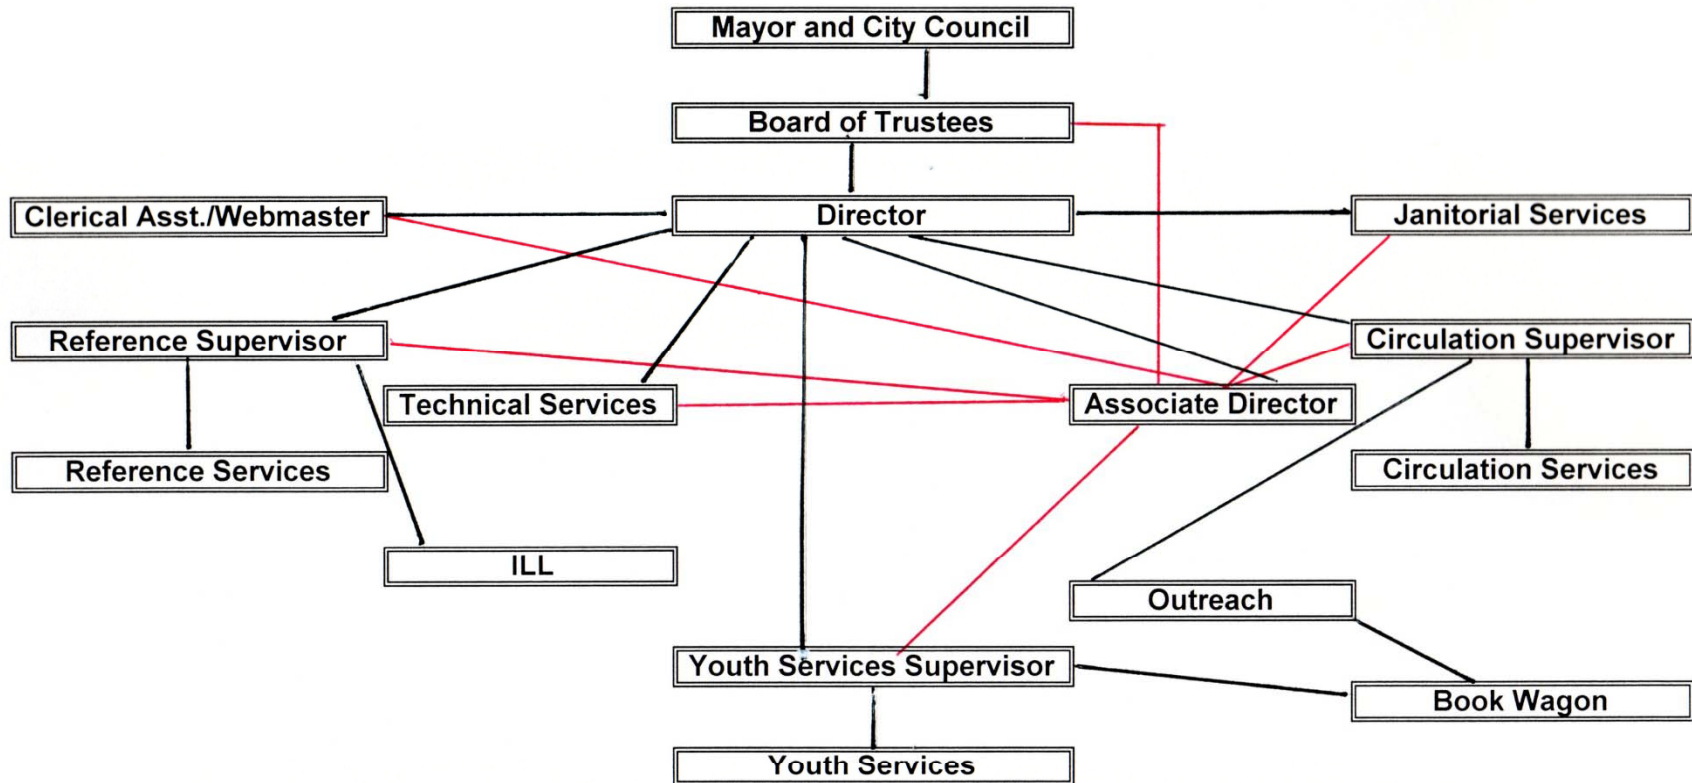 Mayor and City Council
Board of Trustees
Clerical Asst./Webmaster
Director
Janitorial Services
Reference Supervisor
Circulation Supervisor
Technical Services
Associate Director
Reference Services
Circulation Services
ILL
Outreach
Youth Services Supervisor
Book Wagon
Youth Services